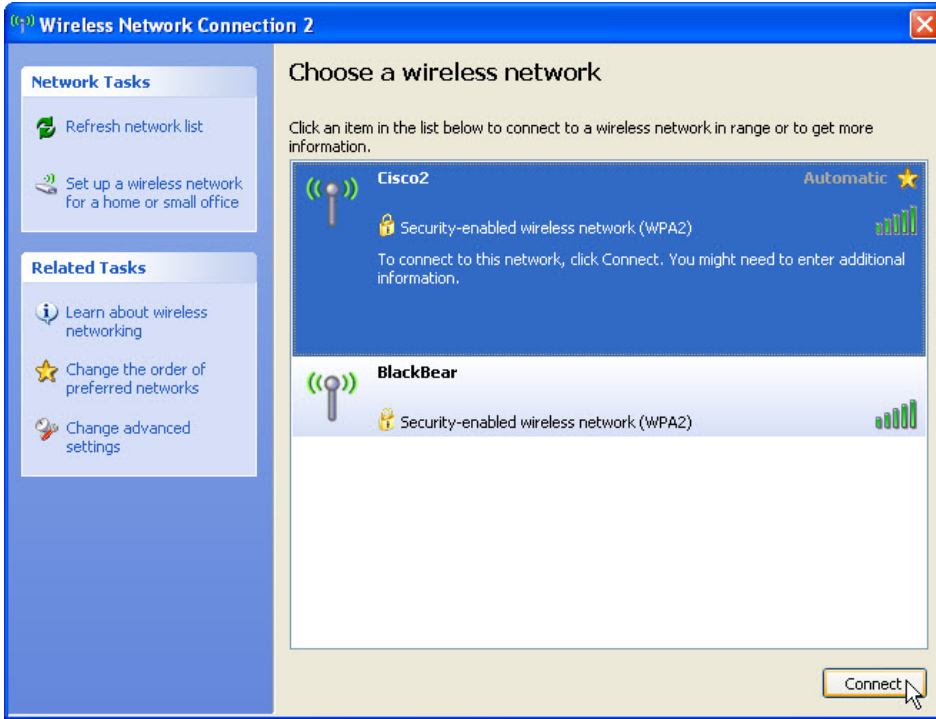 Wireless Network Connection 2
Network Tasks
Refresh network list
Set up a wireless network
for a home or small office
Related Tasks
Learn about wireless
networking
Change the order of
preferred networks
Change advanced
settings
Choose a wireless network
Click an item in the list below to connect to a wireless network in range or to get more
information.
Cisco2
Automatic
Security-enabled wireless network (WPA2)
To connect to this network, click Connect. You might need to enter additional
information.
BlackBear
Security-enabled wireless network (WPA2)
Connect